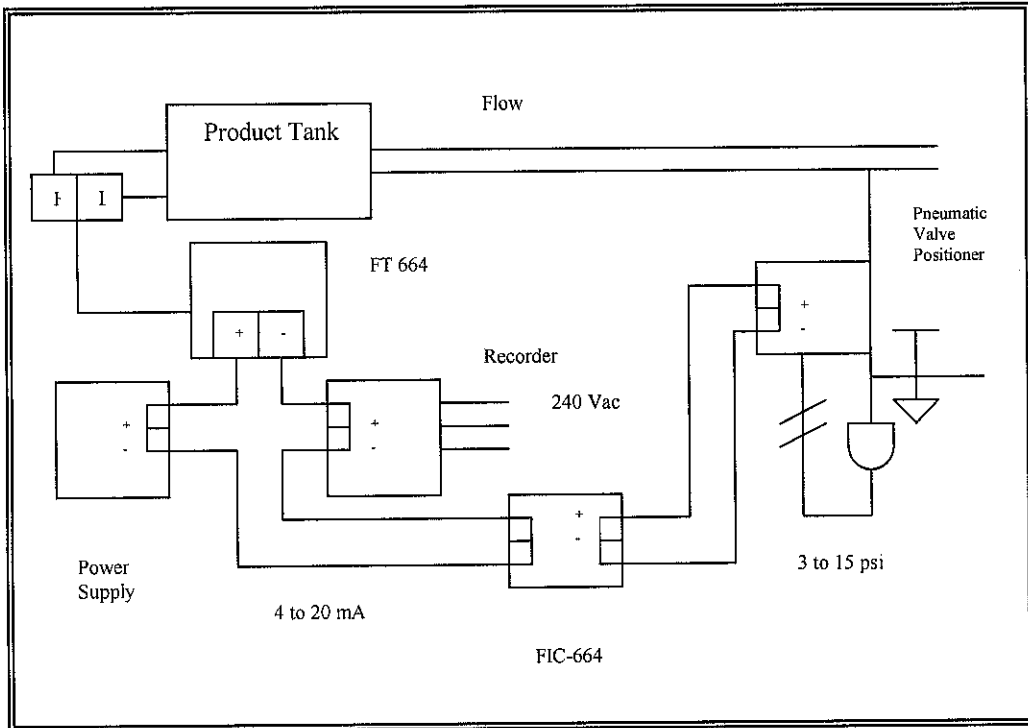 Flow
Product Tank
Pneumatic
Valve
Positioner
FT 664
+
-
+ -
Recorder
240 Vac
+
-
+
-
+
-
3 to 15 psi
Power
Supply
4 to 20 mA
FIC-664